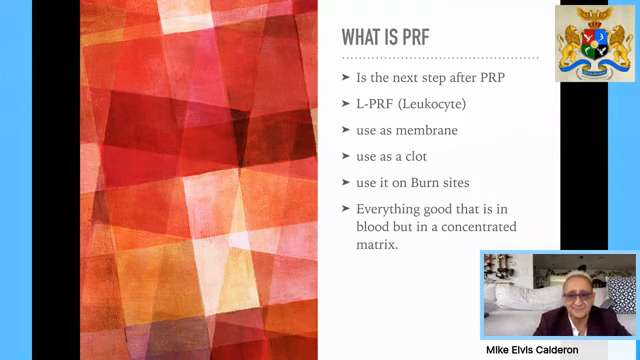 WHAT IS PRF
➤ Is the next step after PRP
➤ L-PRF (Leukocyte)
➤ use as membrane
➤ use as a clot
➤ use it on Burn sites
➤ Everything good that is in
blood but in a concentrated
matrix.
Mike Elvis Calderon